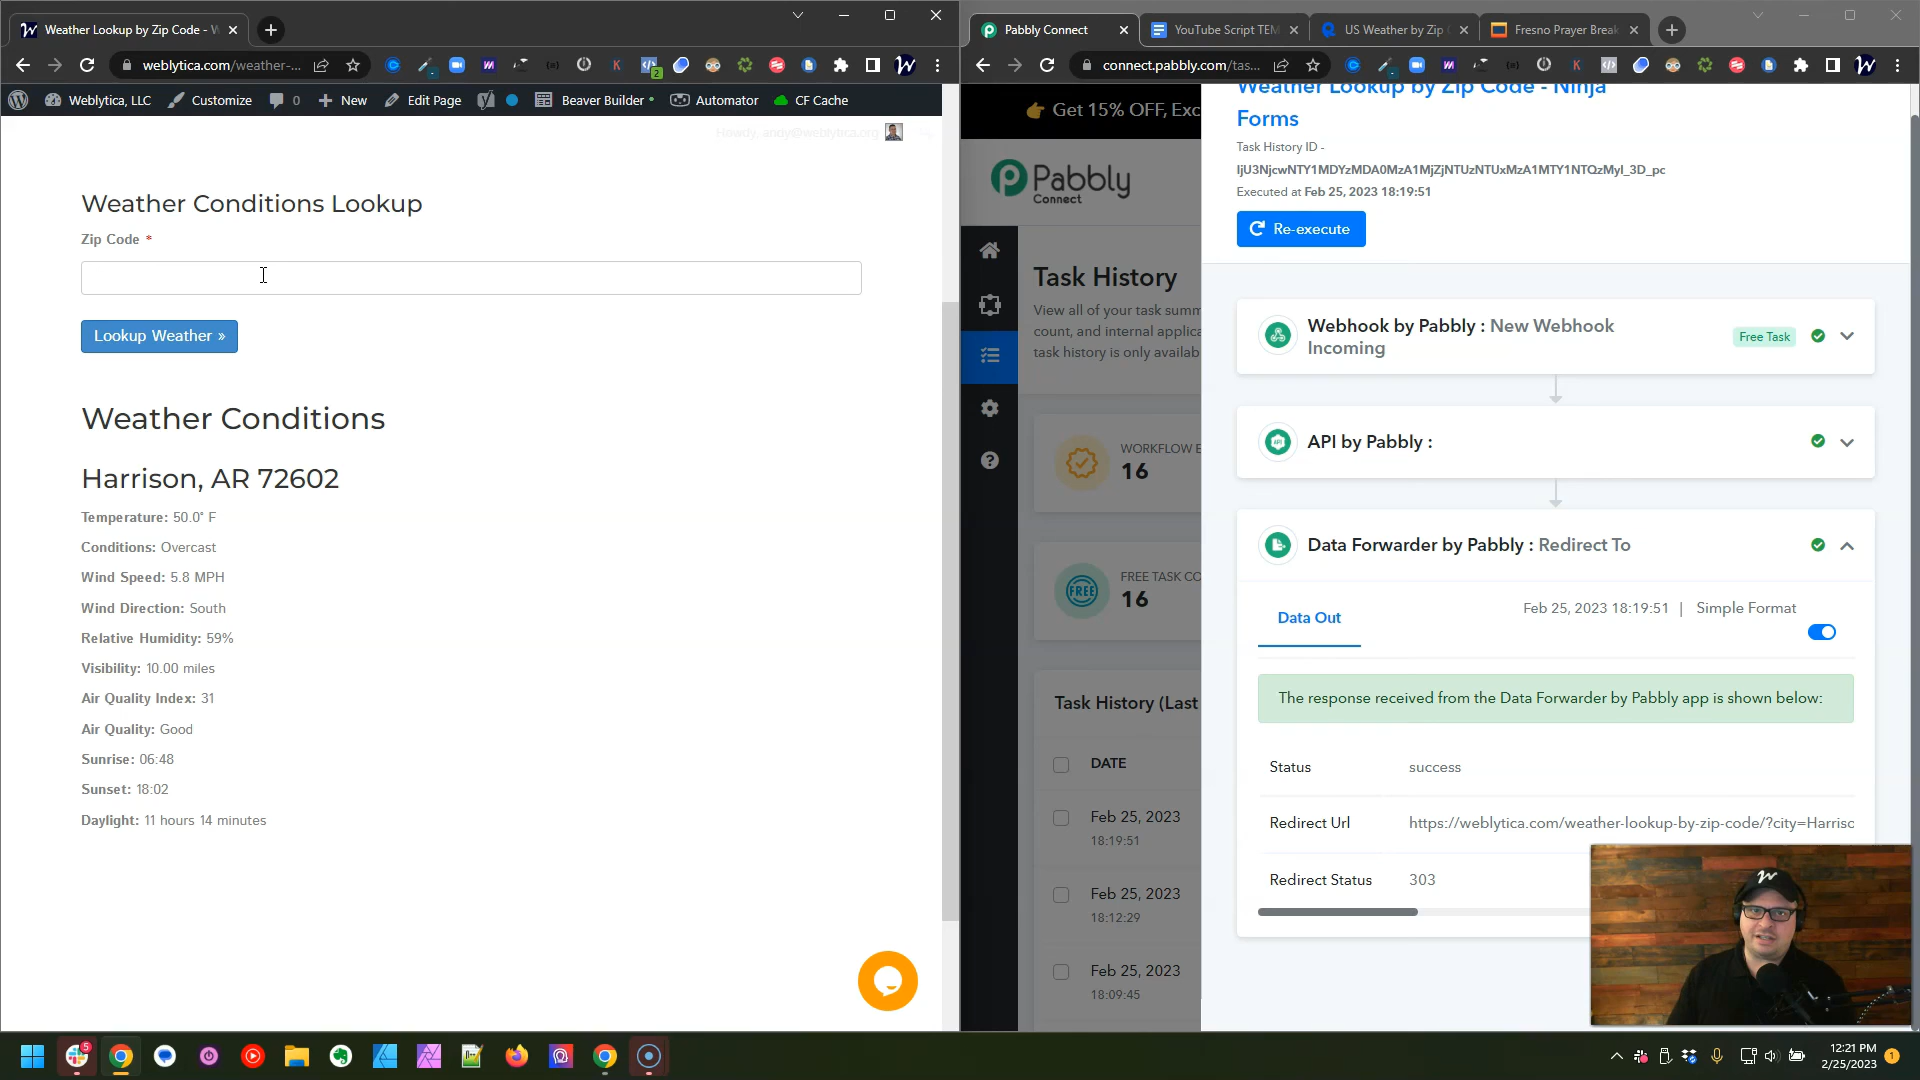 Weather Lookup by Zip Code - W
weblytica.com/weather-...
2
Weblytica, LLC
Customize
0
New
Edit Page
Beaver Builder
Automator
CF Cache
Howdy, andy@weblytica.org
Weather Conditions Lookup
Zip Code *
Lookup Weather »
Weather Conditions
Harrison, AR 72602
Temperature: 50.0° F
Conditions: Overcast
Wind Speed: 5.8 MPH
Wind Direction: South
Relative Humidity: 59%
Visibility: 10.00 miles
Air Quality Index: 31
Air Quality: Good
Sunrise: 06:48
Sunset: 18:02
Daylight: 11 hours 14 minutes
Pabbly Connect
YouTube Script TEM
US Weather by Zip
Fresno Prayer Break
connect.pabbly.com/tas...
Get 15% OFF, Exc
Pabbly
Connect
Task History
View all of your task summ
count, and internal applica
task history is only availab
WORKFLOW E
16
FREE
FREE TASK CO
16
Task History (Last
DATE
Feb 25, 2023
18:19:51
Feb 25, 2023
18:12:29
Feb 25, 2023
18:09:45
Weather Lookup by Zip Code - Ninja
Forms
Task History ID -
Executed at Feb 25, 2023 18:19:51
Re-execute
Webhook by Pabbly : New Webhook
Incoming
Free Task
API
API by Pabbly :
Data Forwarder by Pabbly : Redirect To
Data Out
Feb 25, 2023 18:19:51 | Simple Format
The response received from the Data Forwarder by Pabbly app is shown below:
Status
success
Redirect Url
https://weblytica.com/weather-lookup-by-zip-code/?city=Harrisc
Redirect Status
303
5
12:21 PM
2/25/2023
1